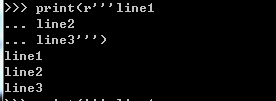 >>> print(r'''line1
... line2
... line3''')
line1
line2
line3